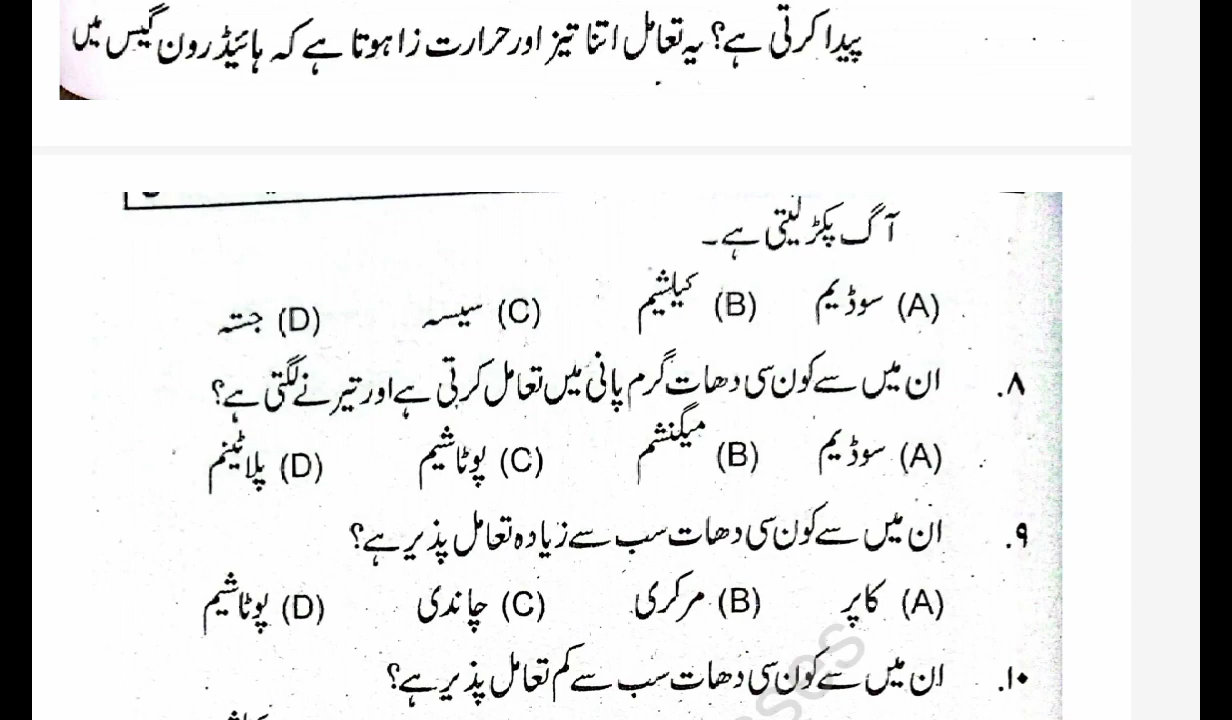 پیدا کرتی ہے؟ یہ تعامل اتنا تیز اور حرارت زا ہوتا ہے کہ ہائیڈرون گیس میں
آگ پکڑ لیتی ہے۔
(A) سوڈیم (B) کیلشیم (C) سیسہ (D) جستہ
۸. ان میں سے کون سی دھات گرم پانی میں تعامل کرتی ہے اور تیرنے لگتی ہے؟
(A) سوڈیم (B) میگنشم (C) پوٹاشیم (D) پلاٹینم
۹. ان میں سے کون سی دھات سب سے زیادہ تعامل پذیر ہے؟
(A) کاپر (B) مرکری (C) چاندی (D) پوٹاشیم
۱۰. ان میں سے کون سی دھات سب سے کم تعامل پذیر ہے؟